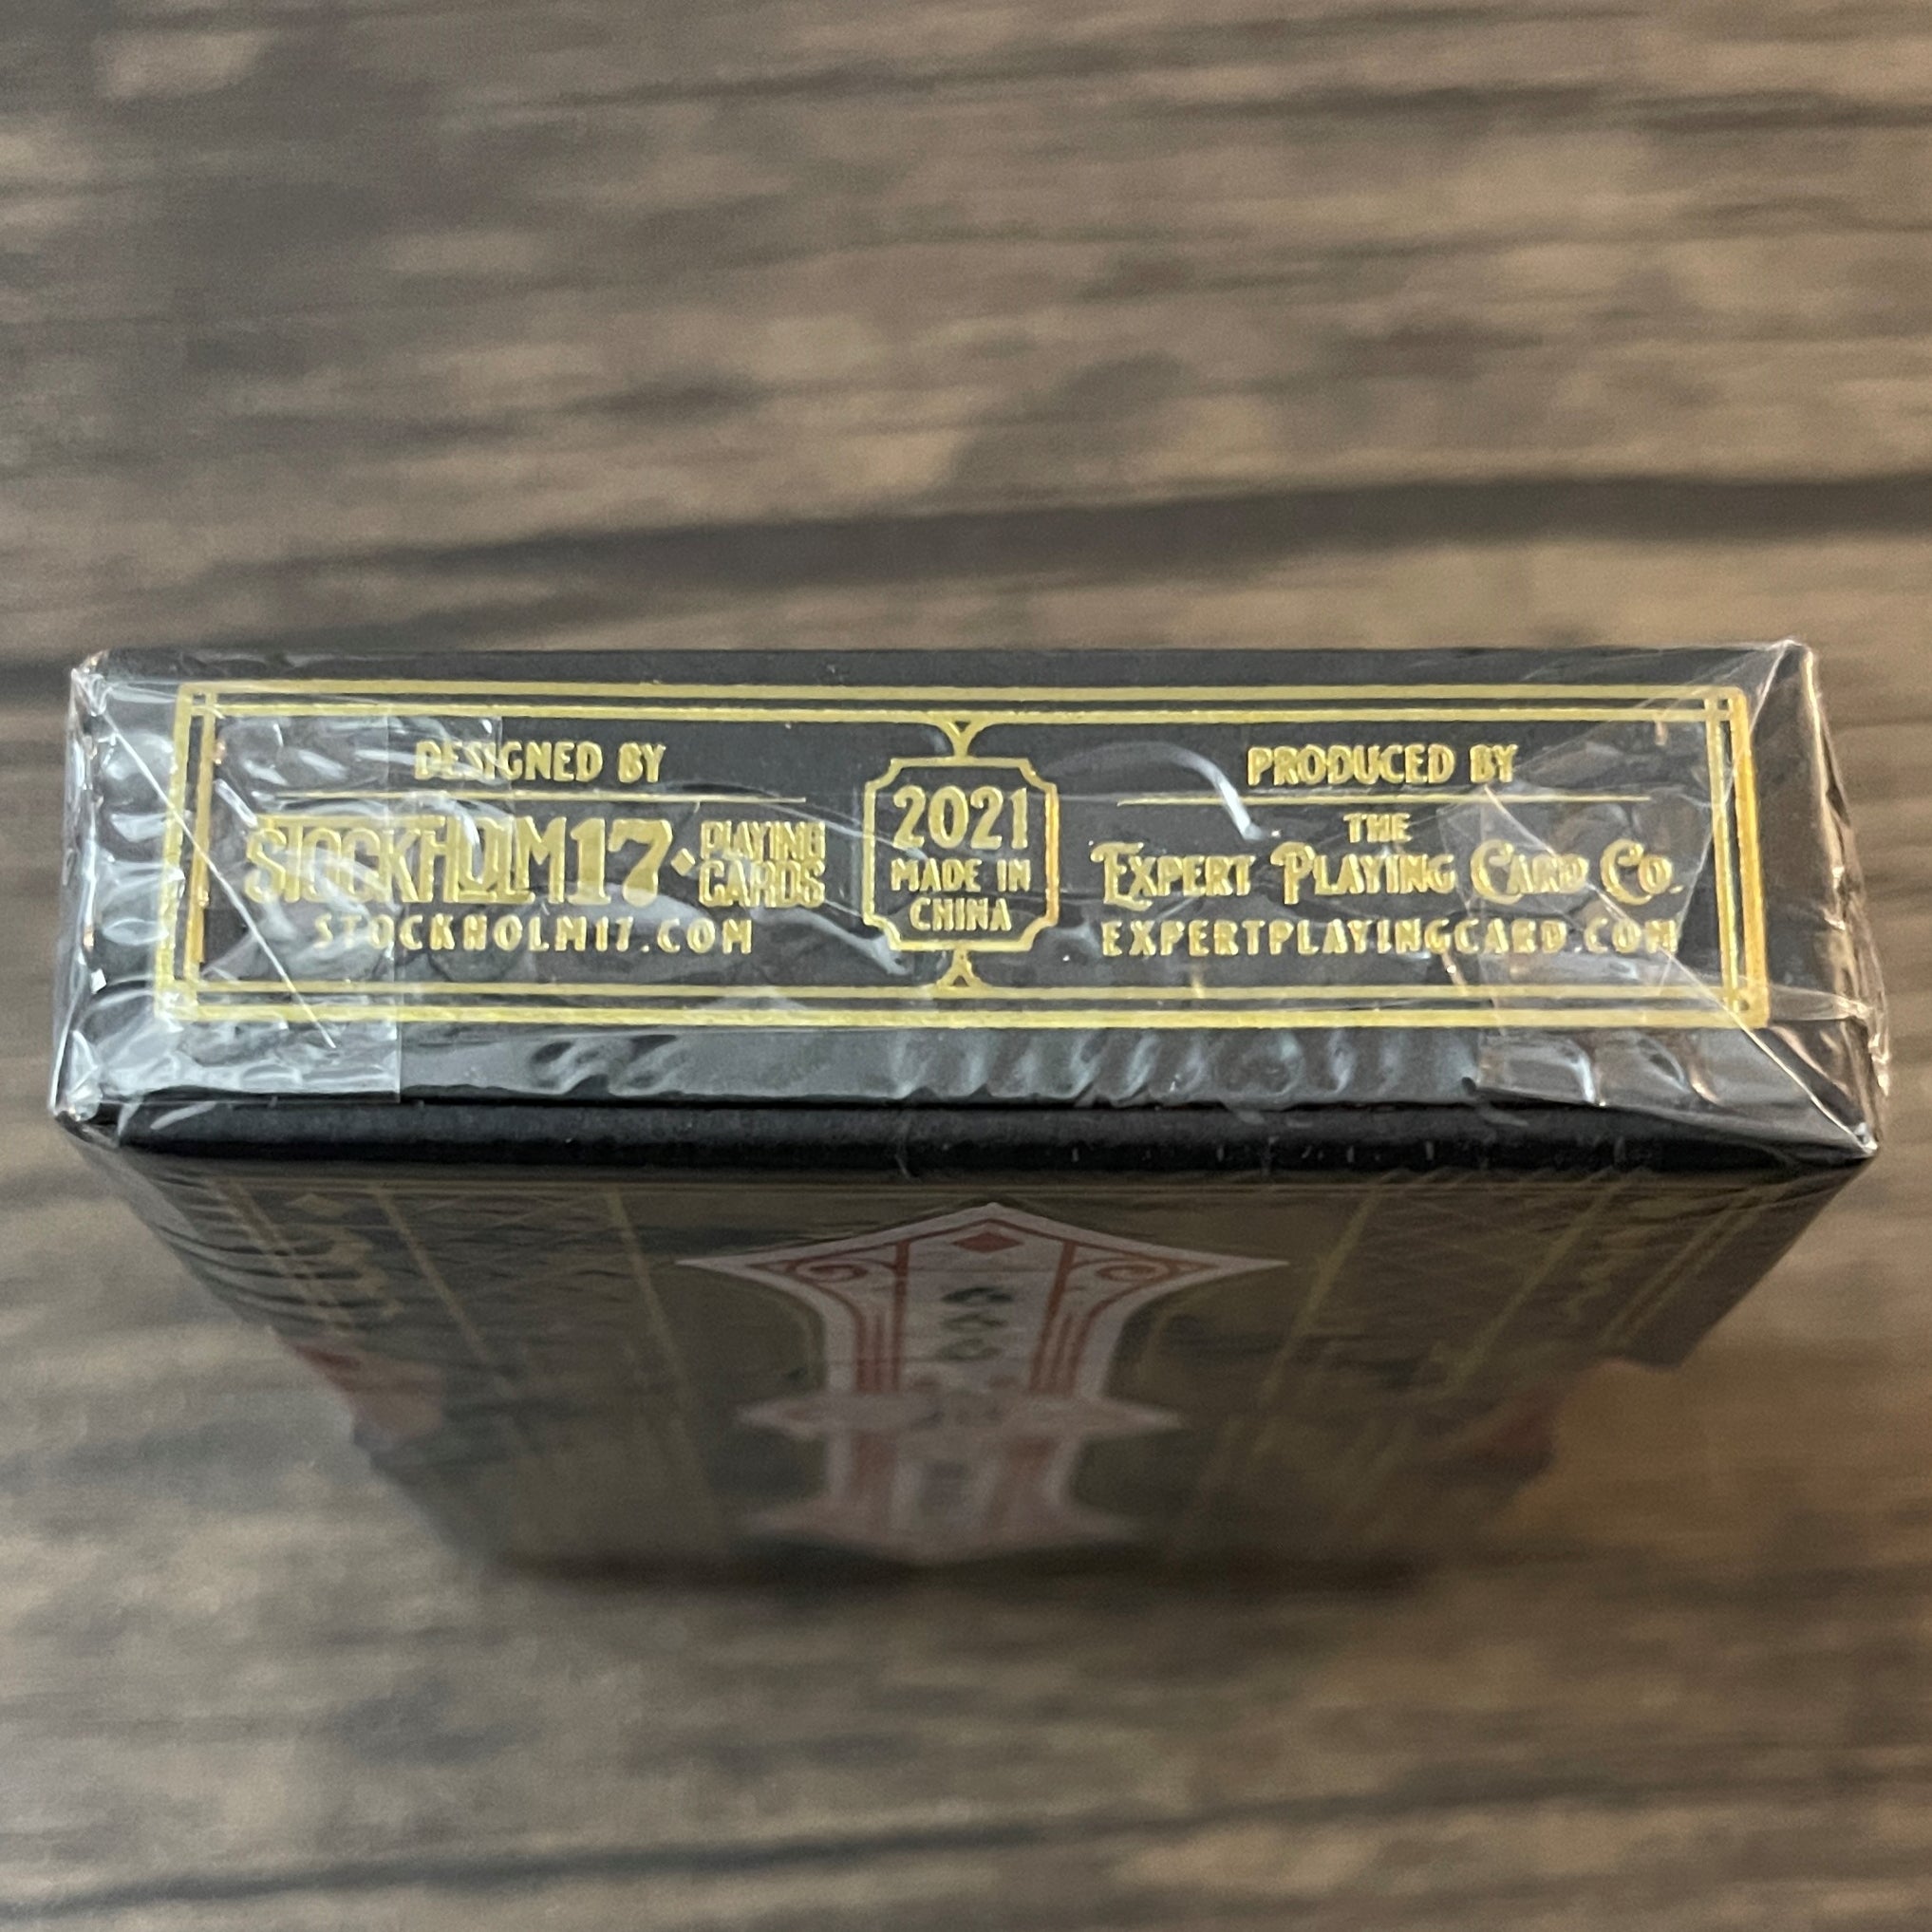 DESIGNED BY
STOCKHOLM17 PLAYING CARDS
STOCKHOLM17.COM
2021
MADE IN
CHINA
PRODUCED BY
THE
EXPERT PLAYING CARD CO.
EXPERTPLAYINGCARD.COM